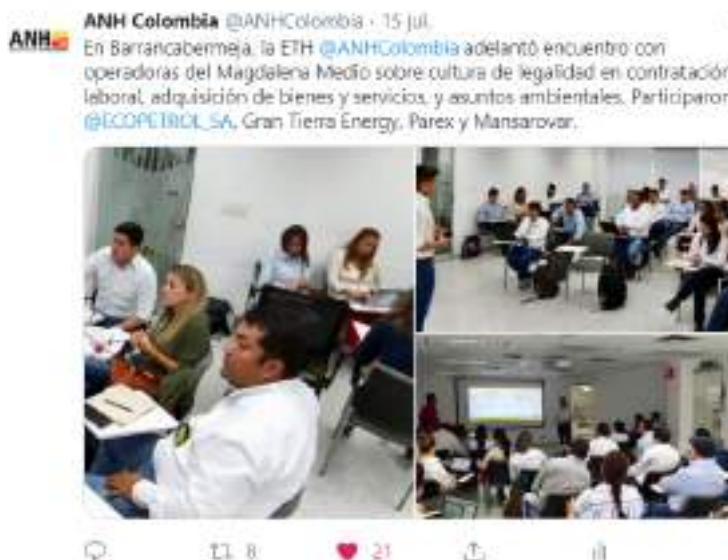 ANH
ANH Colombia @ANHColombia · 15 jul.
En Barrancabermeja, la ETH @ANHColombia adelantó encuentro con
operadoras del Magdalena Medio sobre cultura de legalidad en contratación
laboral, adquisición de bienes y servicios, y asuntos ambientales. Participaron
@ECOPETROL_SA, Gran Tierra Energy, Parex y Mansarovar.
8 21